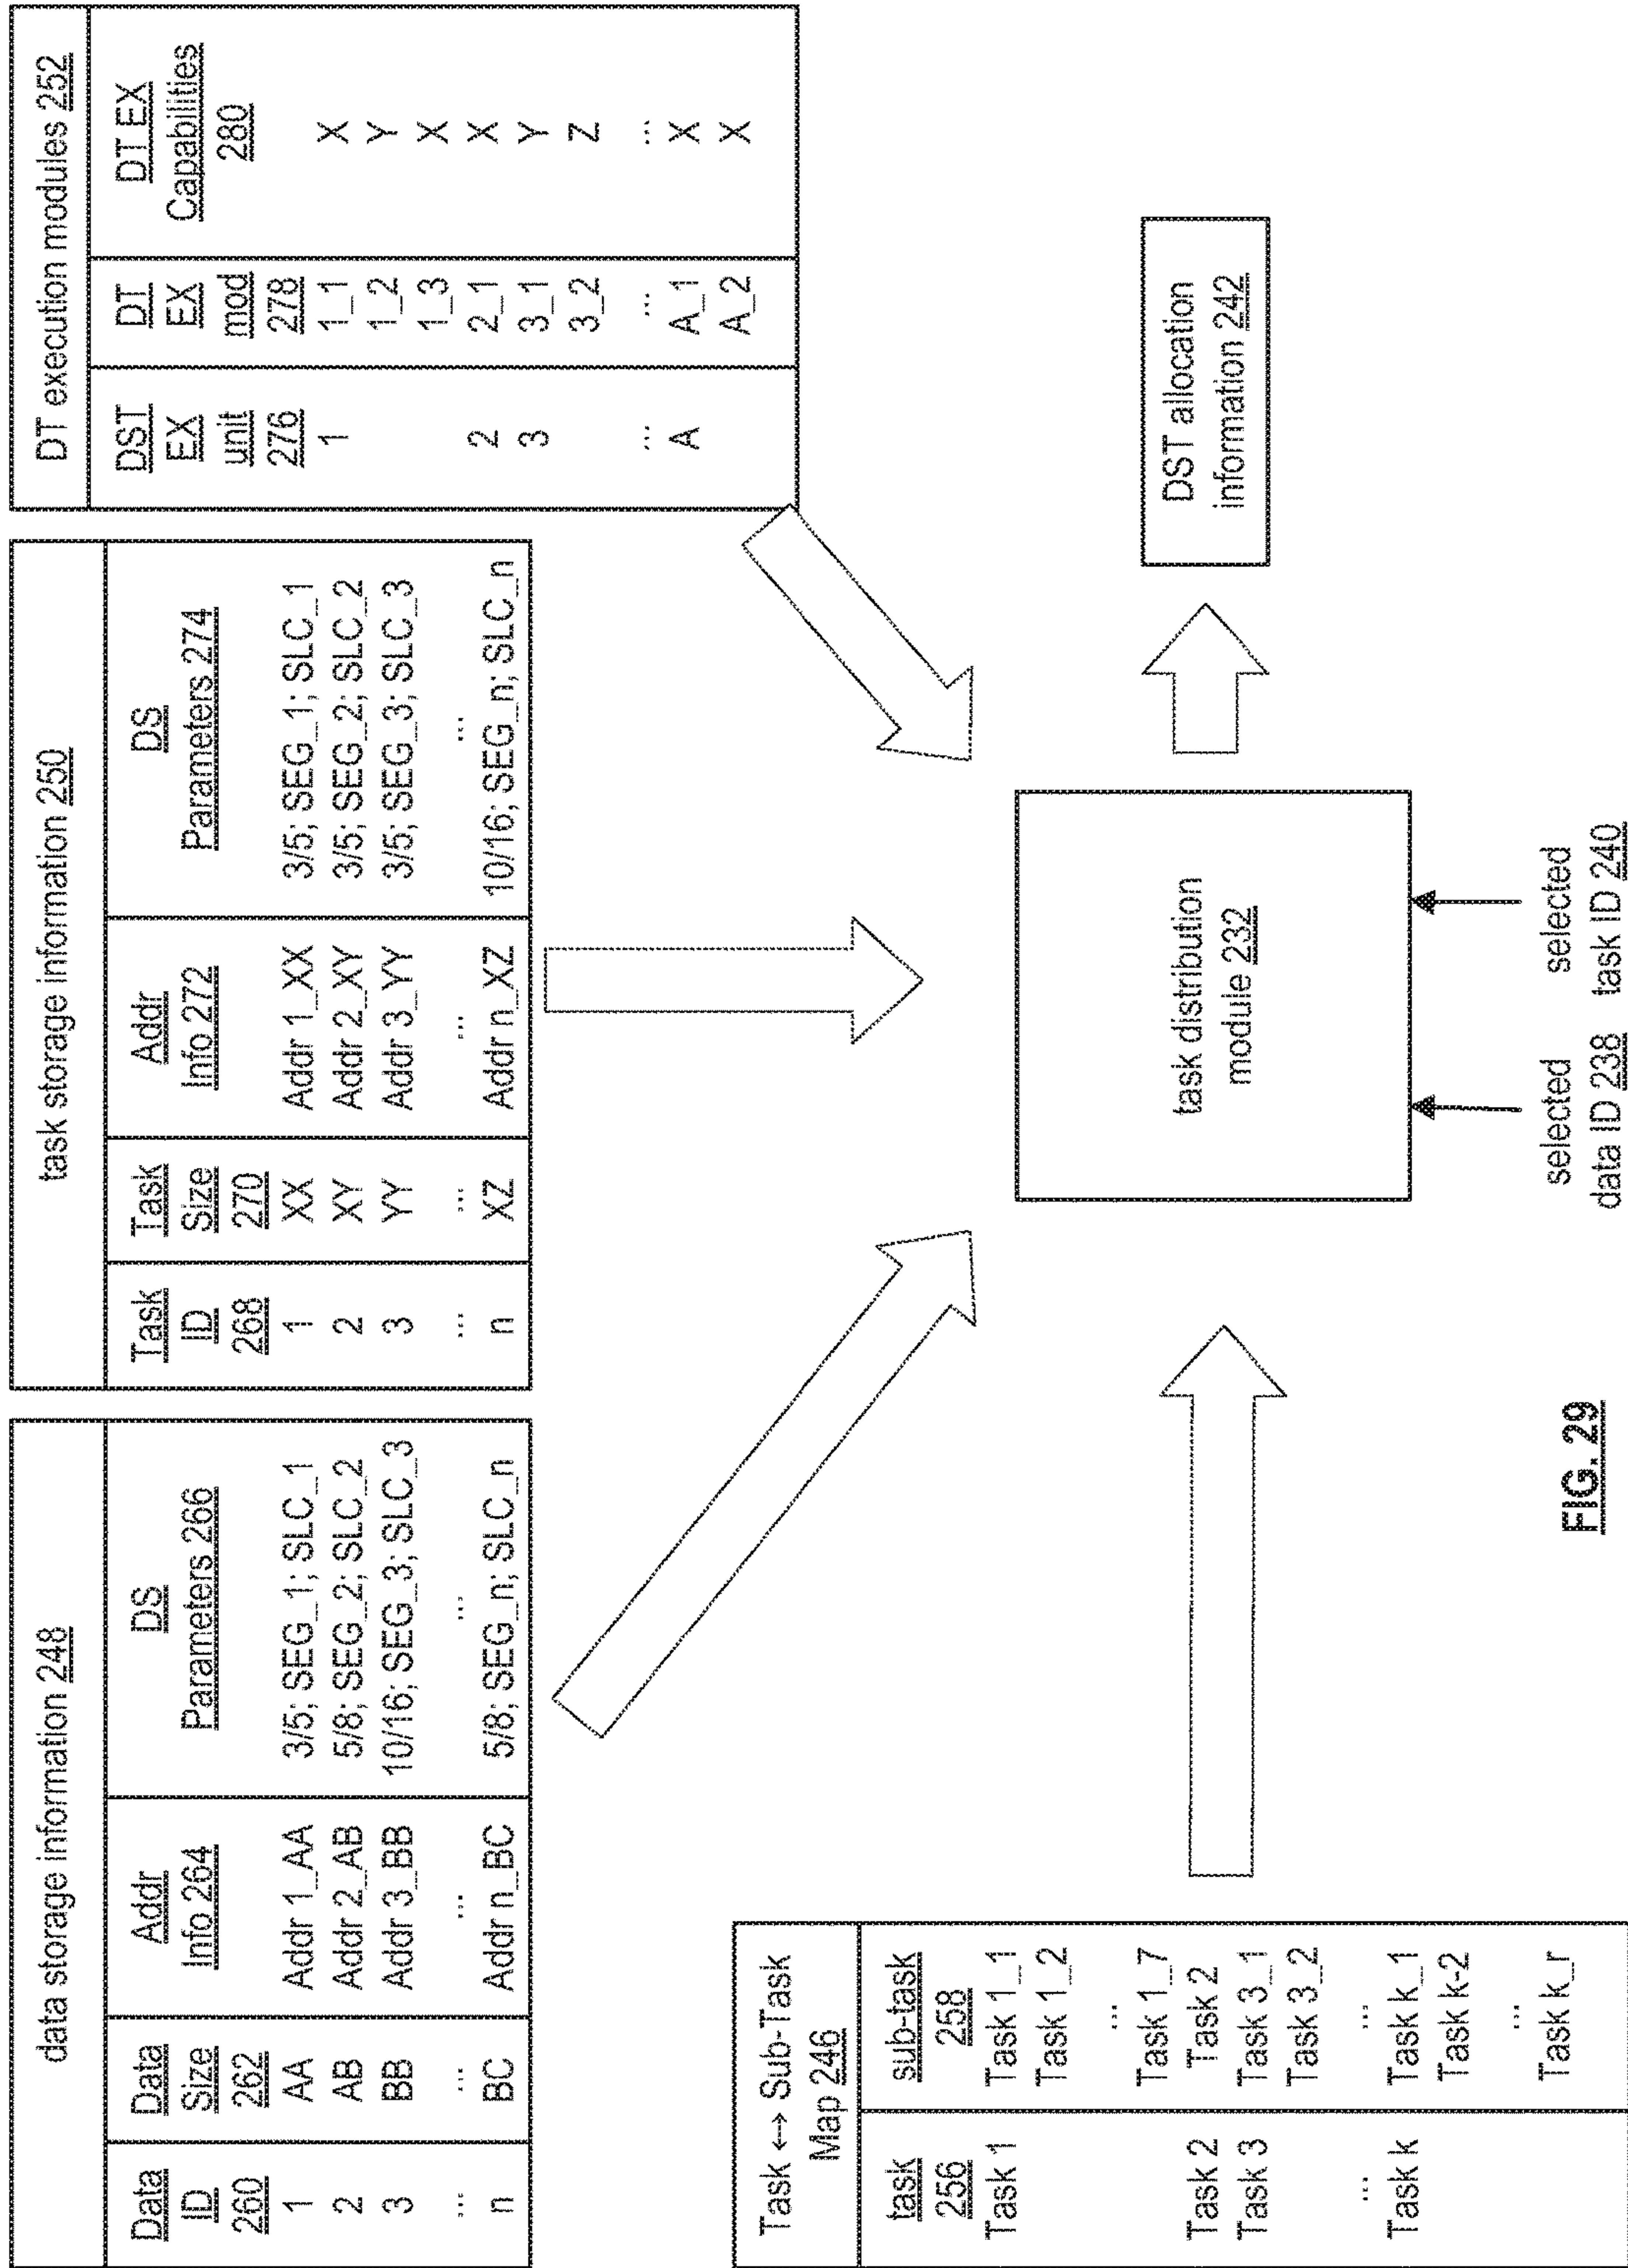 data storage information 248
Data ID 260 Data Size 262 Addr Info 264 DS Parameters 266
1 AA Addr 1_AA 3/5; SEG_1; SLC_1
2 AB Addr 2_AB 5/8; SEG_2; SLC_2
3 BB Addr 3_BB 10/16; SEG_3; SLC_3
... ... ... ...
n BC Addr n_BC 5/8; SEG_n; SLC_n
task storage information 250
Task ID 268 Task Size 270 Addr Info 272 DS Parameters 274
1 XX Addr 1_XX 3/5; SEG_1; SLC_1
2 XY Addr 2_XY 3/5; SEG_2; SLC_2
3 YY Addr 3_YY 3/5; SEG_3; SLC_3
... ... ... ...
n XZ Addr n_XZ 10/16; SEG_n; SLC_n
DT execution modules 252
DST EX unit 276 DT EX mod 278 DT EX Capabilities 280
1 1_1 X
1_2 Y
1_3 X
2 2_1 X
3 3_1 Y
3_2 Z
... ... ...
A A_1 X
A_2 X
Task ↔ Sub-Task
Map 246
task 256 sub-task 258
Task 1 Task 1_1
Task 1_2
...
Task 1_7
Task 2 Task 2
Task 3 Task 3_1
Task 3_2
... ...
Task k Task k_1
Task k-2
...
Task k_r
task distribution
module 232
selected
data ID 238
selected
task ID 240
DST allocation
information 242
FIG. 29